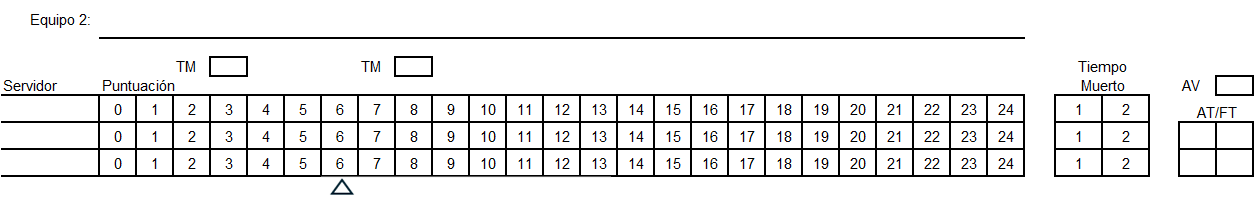 Equipo 2:
TM TM Tiempo
Servidor Puntuación Muerto AV
0 1 2 3 4 5 6 7 8 9 10 11 12 13 14 15 16 17 18 19 20 21 22 23 24 1 2 AT/FT
0 1 2 3 4 5 6 7 8 9 10 11 12 13 14 15 16 17 18 19 20 21 22 23 24 1 2
0 1 2 3 4 5 6 7 8 9 10 11 12 13 14 15 16 17 18 19 20 21 22 23 24 1 2